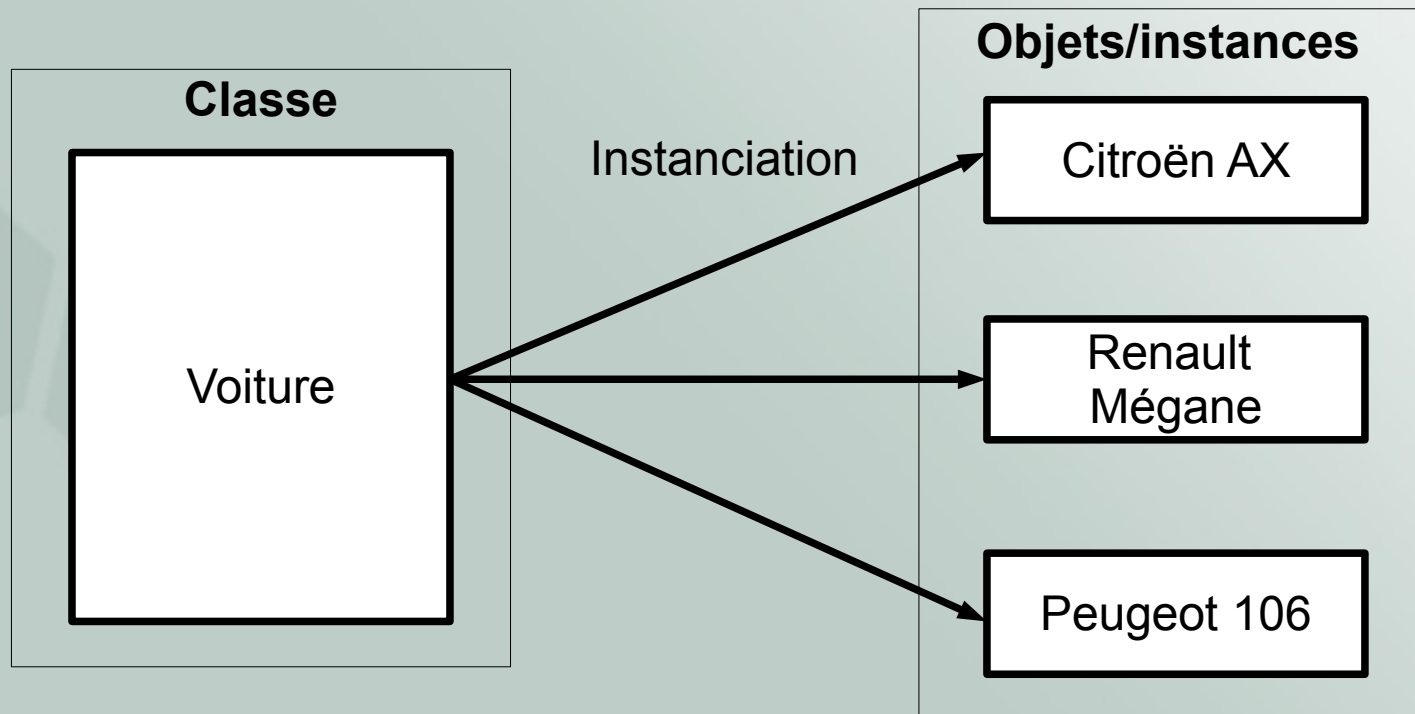 Classe
Voiture
Instanciation
Objets/instances
Citroën AX
Renault
Mégane
Peugeot 106